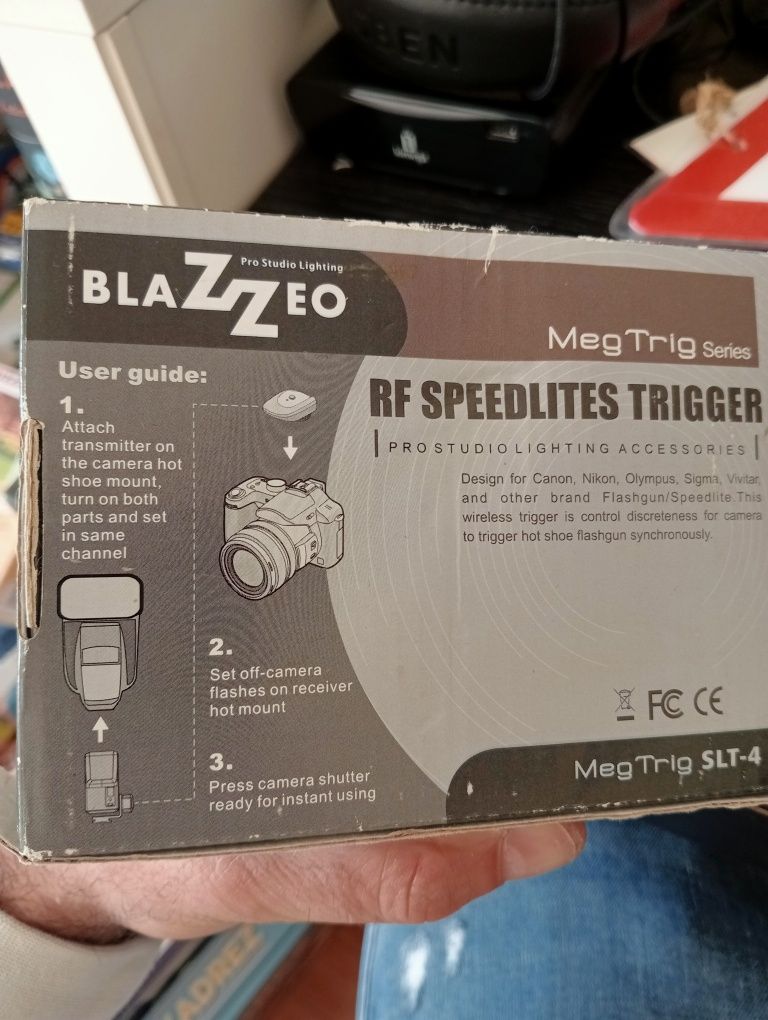 BEN
Pro Studio Lighting
BLAZZEO
MegTrig Series
User guide:
1.
Attach
transmitter on
the camera hot
shoe mount,
turn on both
parts and set
in same
channel
RF SPEEDLITES TRIGGER
PRO STUDIO LIGHTING ACCESSORIES
Design for Canon, Nikon, Olympus, Sigma, Vivitar,
and other brand Flashgun/Speedlite.This
wireless trigger is control discreteness for camera
to trigger hot shoe flashgun synchronously.
2.
Set off-camera
flashes on receiver
hot mount
3.
Press camera shutter
ready for instant using
FC CE
MegTrig SLT-4
ADREZ